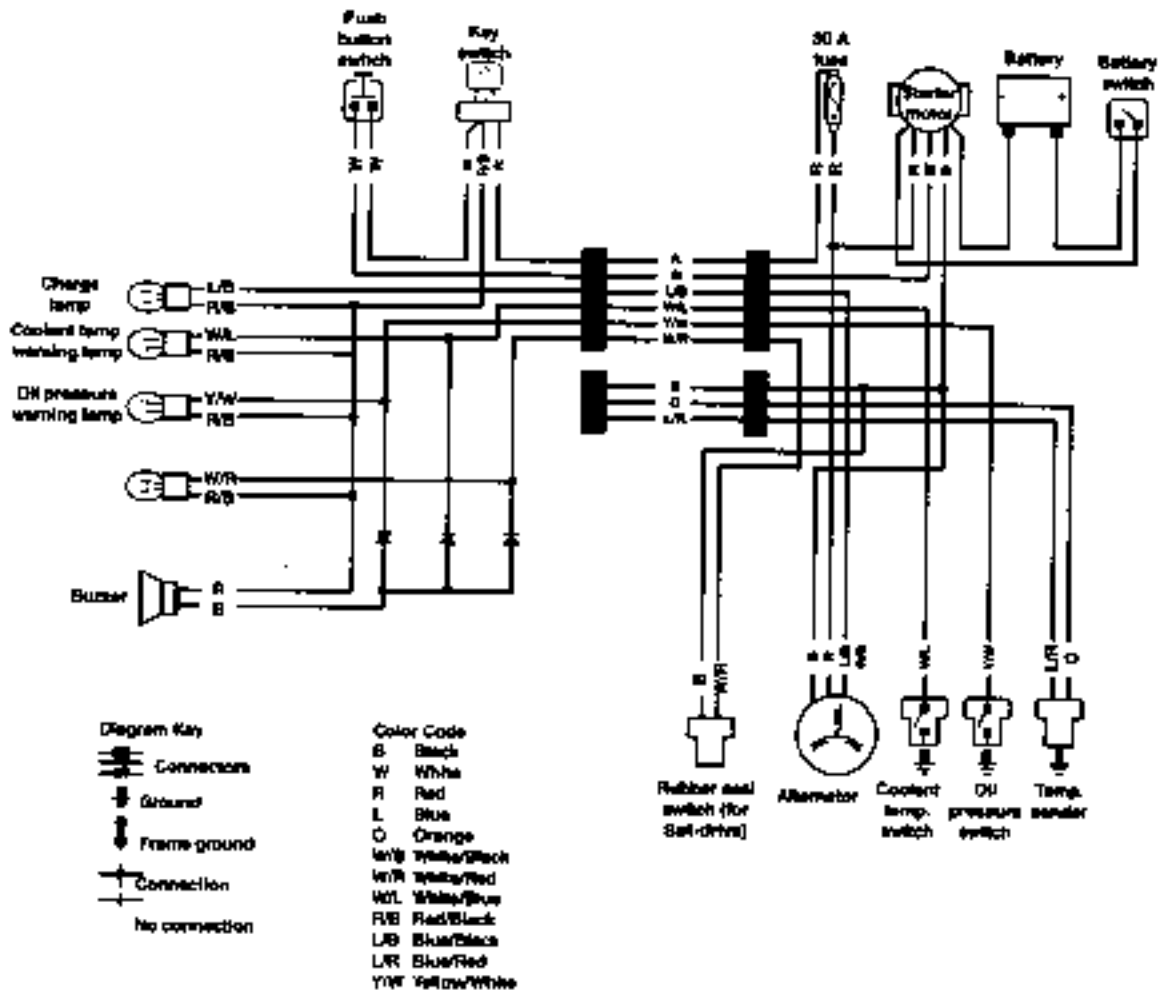 Push
button
switch
Key
switch
30 A
fuse
Starter
motor
Battery
Battery
switch
W W
R/B R
R R
Charge
lamp
L/B
R/B
Coolant temp
warning lamp
W/L
R/B
Oil pressure
warning lamp
Y/W
R/B
W/R
R/B
Buzzer
R
B
L/B
W/L
Y/W
W/R
B
O
L/R
B
W/R
B
R
L/B
W/L
Y/W
L/R
O
Rubber seal
switch (for
Sail-drive)
Alternator
Coolant
temp.
switch
Oil
pressure
switch
Temp.
sender
Diagram Key
Connectors
Ground
Frame ground
Connection
No connection
Color Code
B Black
W White
R Red
L Blue
O Orange
W/B White/Black
W/R White/Red
W/L White/Blue
R/B Red/Black
L/B Blue/Black
L/R Blue/Red
Y/W Yellow/White